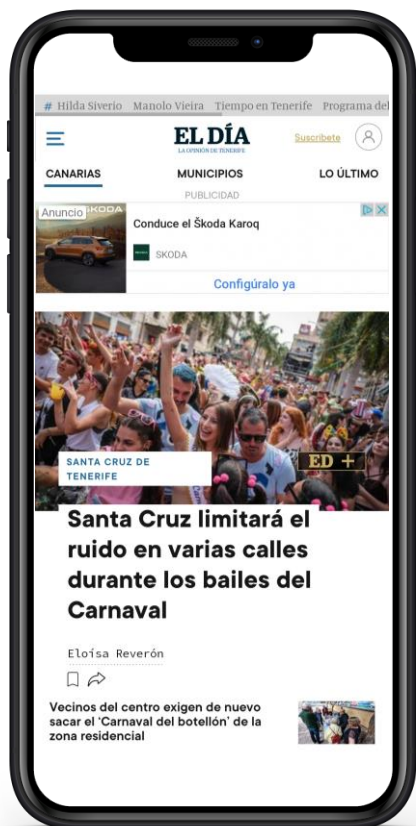 # Hilda Siverio Manolo Vieira Tiempo en Tenerife Programa del
EL DÍA
LA OPINIÓN DE TENERIFE
Suscríbete
CANARIAS MUNICIPIOS LO ÚLTIMO
PUBLICIDAD
Anuncio
SKODA
Conduce el Škoda Karoq
SKODA
Configúralo ya
SANTA CRUZ DE
TENERIFE
ED +
Santa Cruz limitará el
ruido en varias calles
durante los bailes del
Carnaval
Eloísa Reverón
Vecinos del centro exigen de nuevo
sacar el ‘Carnaval del botellón’ de la
zona residencial